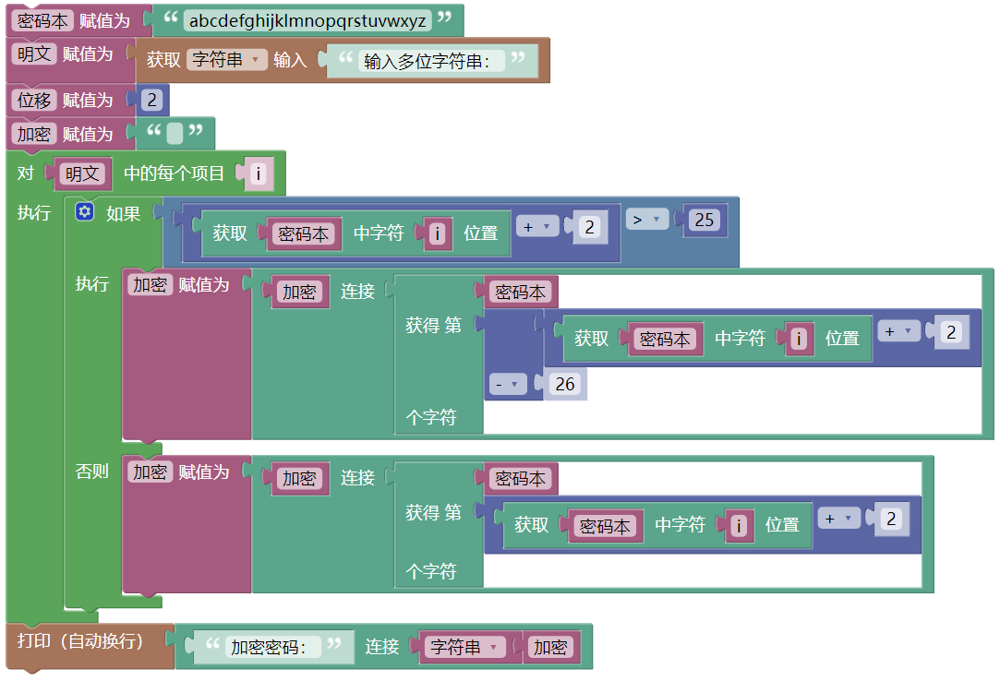 密码本 赋值为 “ abcdefghijklmnopqrstuvwxyz ”
明文 赋值为 获取 字符串 输入 “ 输入多位字符串： ”
位移 赋值为 2
加密 赋值为 “ ”
对 明文 中的每个项目 i
执行 如果 获取 密码本 中字符 i 位置 + 2 > 25
执行 加密 赋值为 加密 连接 密码本
获得 第 获取 密码本 中字符 i 位置 + 2
- 26
个字符
否则 加密 赋值为 加密 连接 密码本
获得 第 获取 密码本 中字符 i 位置 + 2
个字符
打印（自动换行） “ 加密密码： ” 连接 字符串 加密